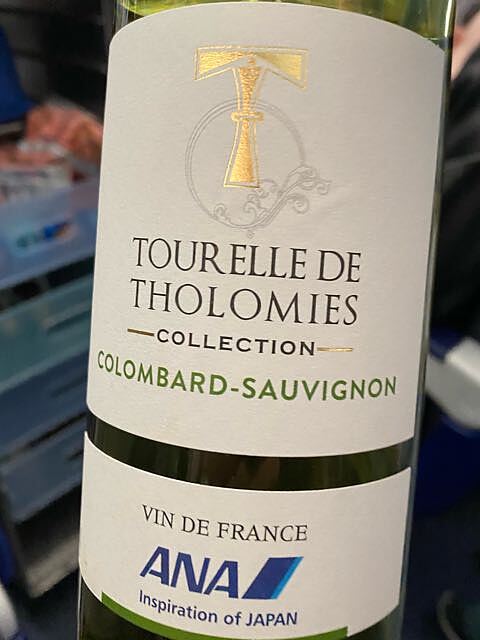 TOURELLE DE
THOLOMIES
COLLECTION
COLOMBARD-SAUVIGNON
VIN DE FRANCE
ANA
Inspiration of JAPAN